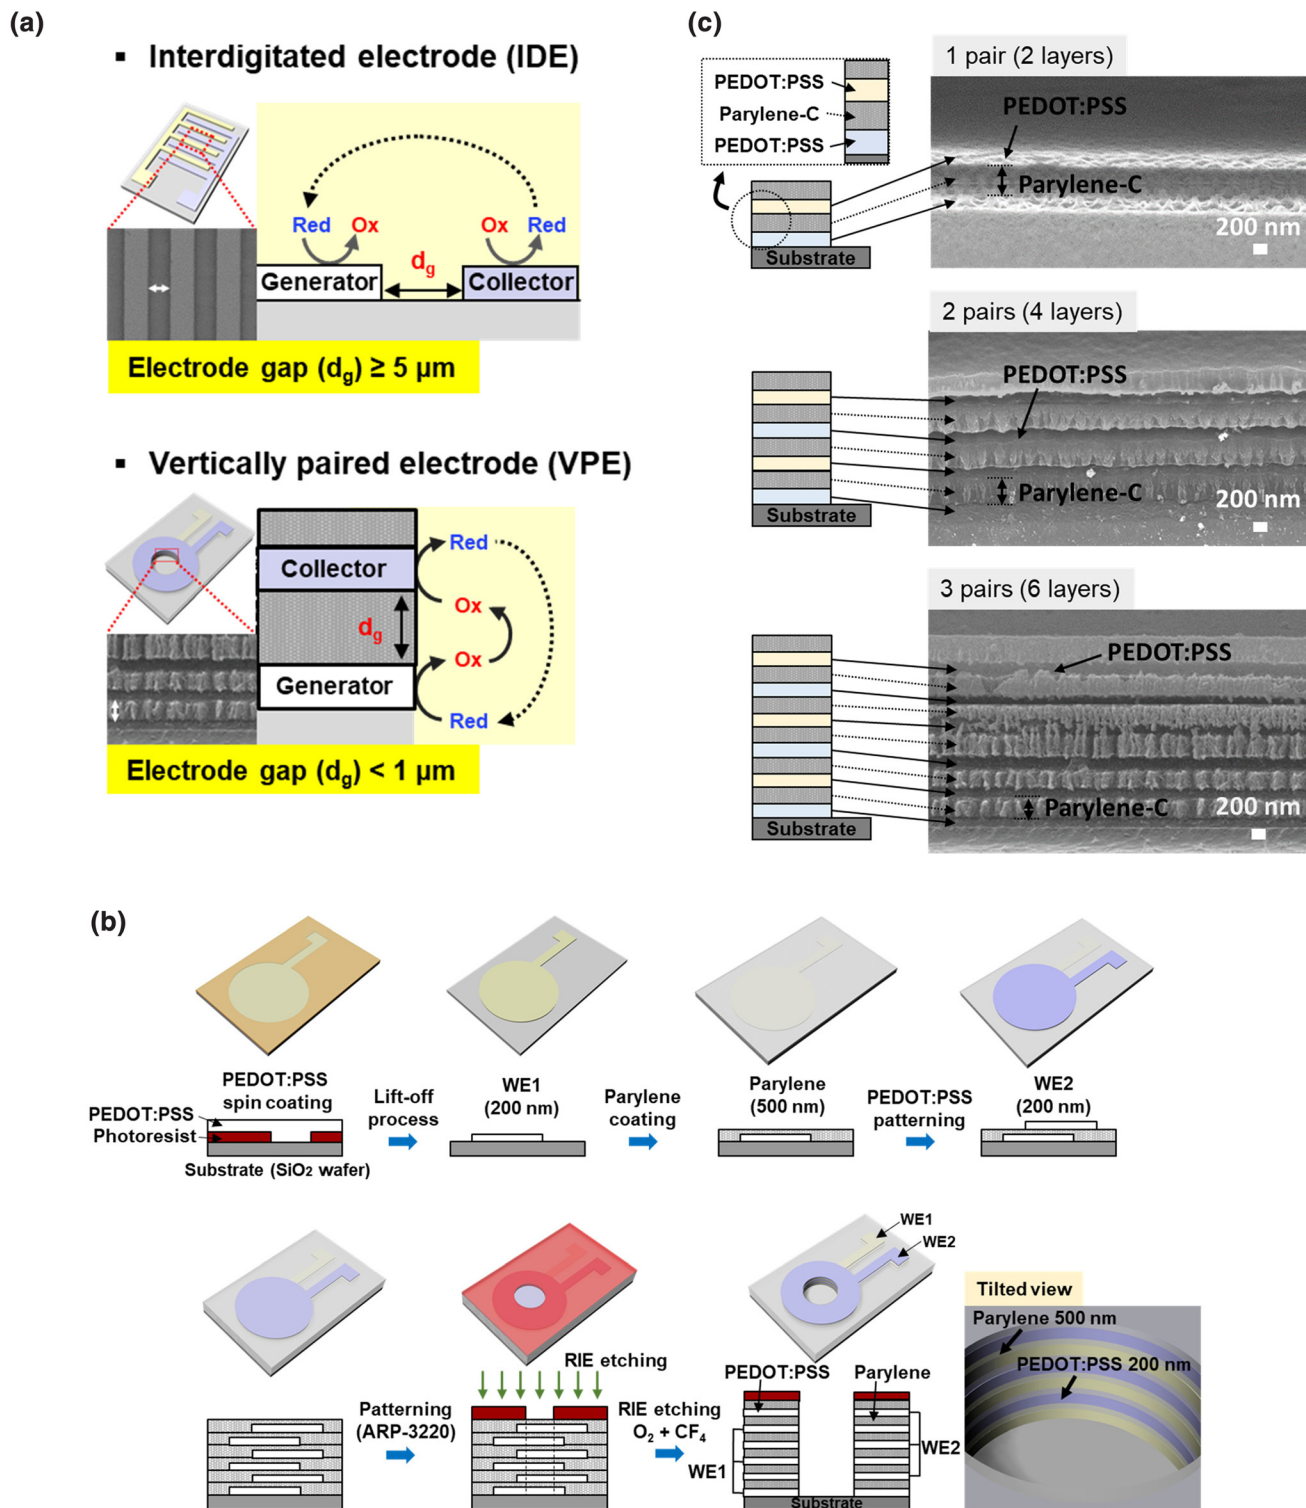 (a)
▪ Interdigitated electrode (IDE)
Red
Ox
Ox
Red
Generator
dg
Collector
Electrode gap (dg) ≥ 5 µm
▪ Vertically paired electrode (VPE)
Collector
Red
Ox
dg
Ox
Generator
Red
Electrode gap (dg) < 1 µm
(c)
1 pair (2 layers)
PEDOT:PSS
Parylene-C
PEDOT:PSS
Substrate
PEDOT:PSS
Parylene-C
200 nm
2 pairs (4 layers)
PEDOT:PSS
Parylene-C
200 nm
Substrate
3 pairs (6 layers)
PEDOT:PSS
Parylene-C
200 nm
Substrate
(b)
PEDOT:PSS
spin coating
PEDOT:PSS
Photoresist
Substrate (SiO2 wafer)
Lift-off
process
WE1
(200 nm)
Parylene
coating
Parylene
(500 nm)
PEDOT:PSS
patterning
WE2
(200 nm)
Patterning
(ARP-3220)
RIE etching
RIE etching
O2 + CF4
WE1
WE2
PEDOT:PSS
Parylene
WE1
WE2
Substrate
Tilted view
Parylene 500 nm
PEDOT:PSS 200 nm